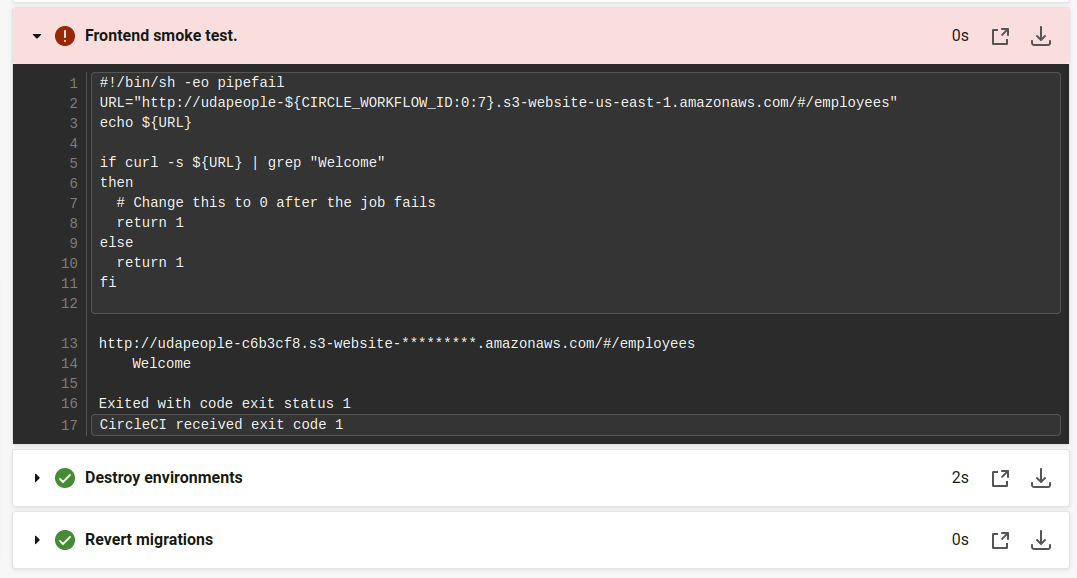 Frontend smoke test. 0s
1 #!/bin/sh -eo pipefail
2 URL="http://udapeople-${CIRCLE_WORKFLOW_ID:0:7}.s3-website-us-east-1.amazonaws.com/#/employees"
3 echo ${URL}
4
5 if curl -s ${URL} | grep "Welcome"
6 then
7   # Change this to 0 after the job fails
8   return 1
9 else
10   return 1
11 fi
12
13 http://udapeople-c6b3cf8.s3-website-*********.amazonaws.com/#/employees
14     Welcome
15
16 Exited with code exit status 1
17 CircleCI received exit code 1
Destroy environments 2s
Revert migrations 0s